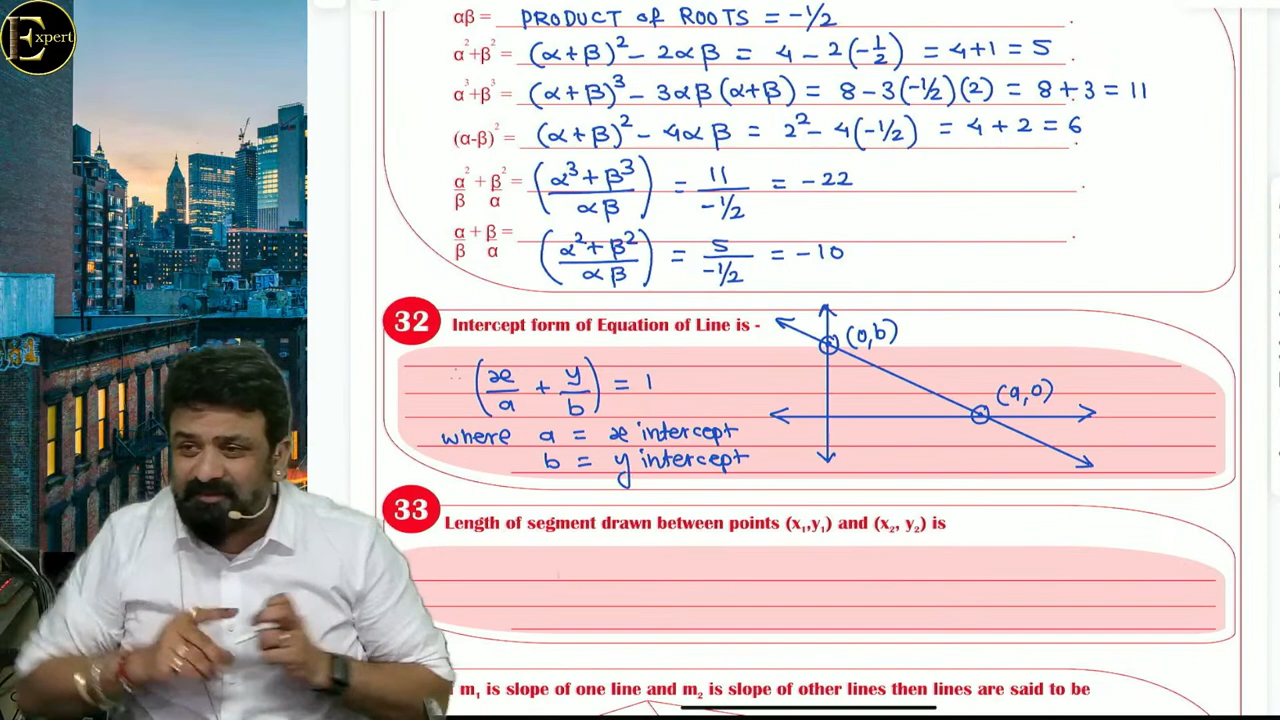 Expert
αβ = PRODUCT of ROOTS = -1/2 .
α²+β² = (α+β)² - 2αβ = 4 - 2(-1/2) = 4+1 = 5
α³+β³ = (α+β)³ - 3αβ(α+β) = 8-3(-1/2)(2) = 8+3 = 11
(α-β)² = (α+β)² - 4αβ = 2² - 4(-1/2) = 4+2 = 6
α²/β + β²/α = (α³+β³/αβ) = 11/-1/2 = -22 .
α/β + β/α = (α²+β²/αβ) = 5/-1/2 = -10 .
32 Intercept form of Equation of Line is -
(0,b)
(x/a + y/b) = 1
(a,0)
where a = x intercept
b = y intercept
33 Length of segment drawn between points (x₁,y₁) and (x₂, y₂) is
m₁ is slope of one line and m₂ is slope of other lines then lines are said to be